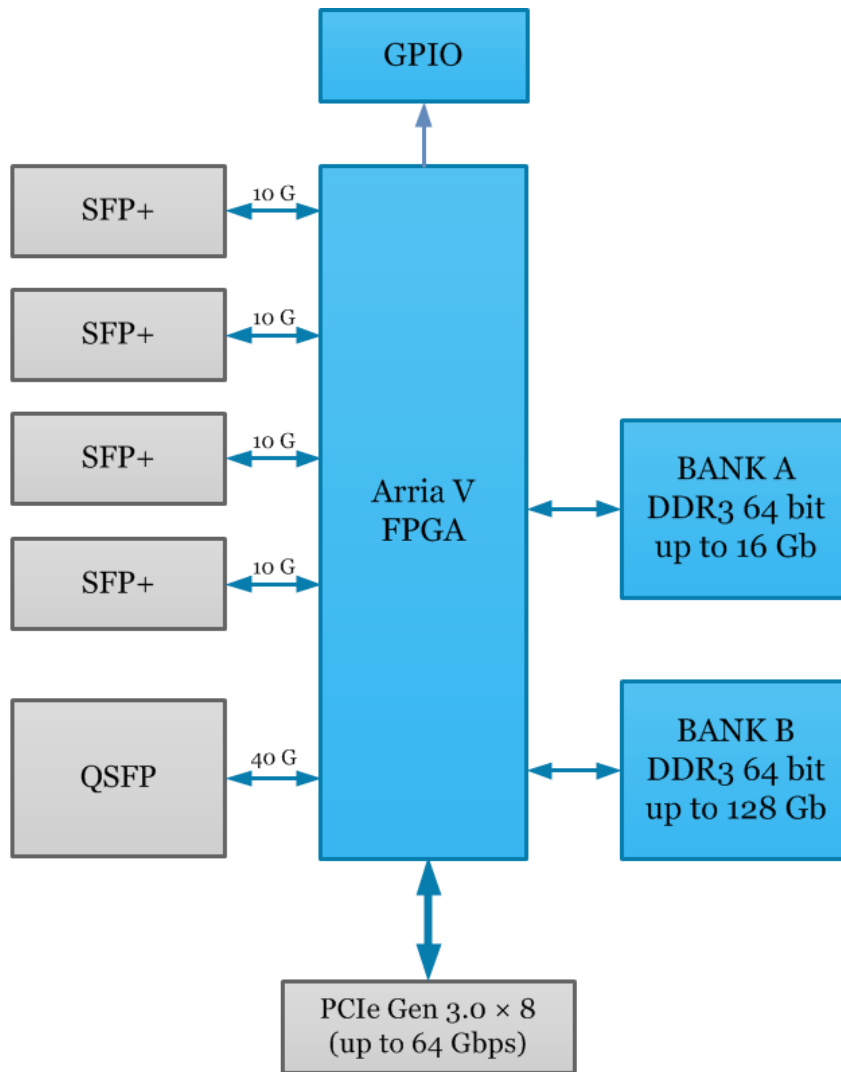 GPIO
SFP+
10 G
SFP+
10 G
SFP+
10 G
SFP+
10 G
QSFP
40 G
Arria V
FPGA
BANK A
DDR3 64 bit
up to 16 Gb
BANK B
DDR3 64 bit
up to 128 Gb
PCIe Gen 3.0 × 8
(up to 64 Gbps)